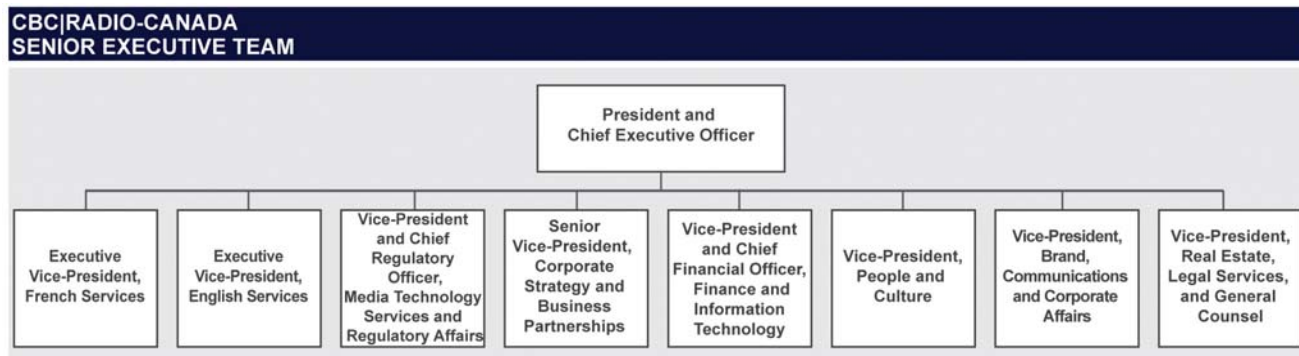 CBC|RADIO-CANADA
SENIOR EXECUTIVE TEAM
President and
Chief Executive Officer
Executive
Vice-President,
French Services
Executive
Vice-President,
English Services
Vice-President
and Chief
Regulatory
Officer,
Media Technology
Services and
Regulatory Affairs
Senior
Vice-President,
Corporate
Strategy and
Business
Partnerships
Vice-President
and Chief
Financial Officer,
Finance and
Information
Technology
Vice-President,
People and
Culture
Vice-President,
Brand,
Communications
and Corporate
Affairs
Vice-President,
Real Estate,
Legal Services,
and General
Counsel